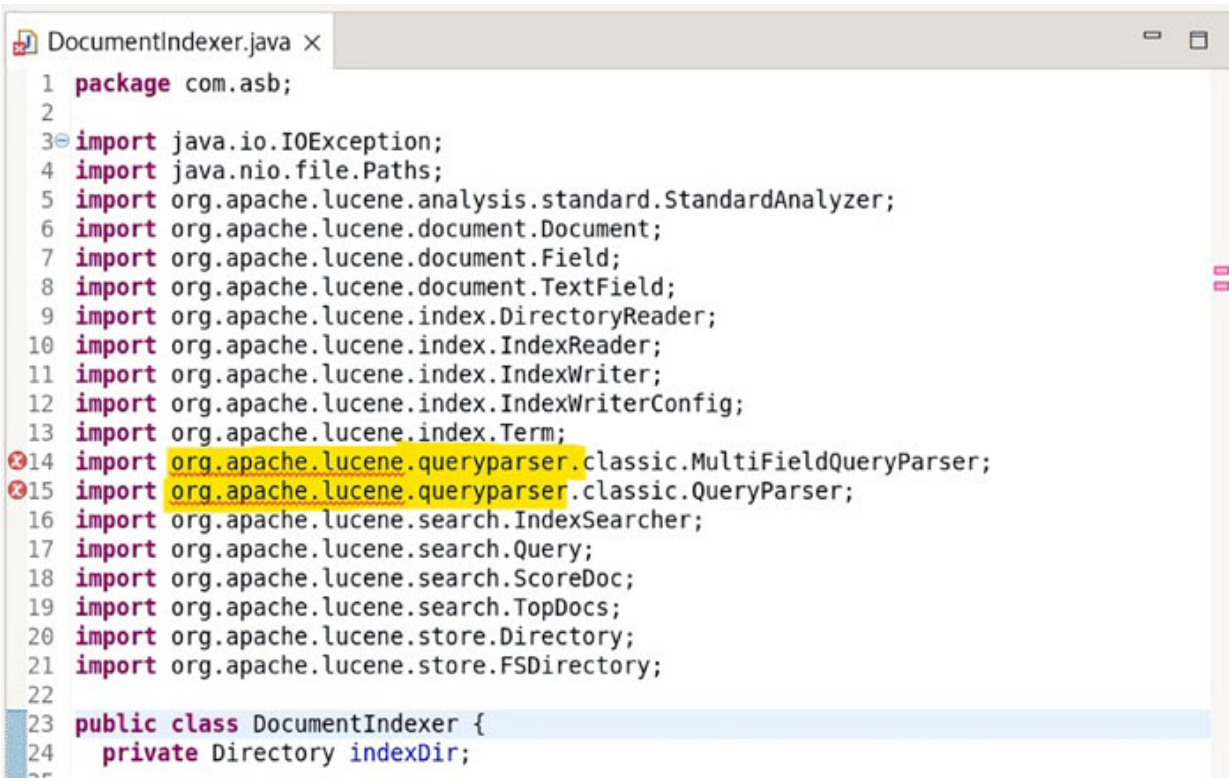 DocumentIndexer.java ×
1 package com.asb;
2
3 import java.io.IOException;
4 import java.nio.file.Paths;
5 import org.apache.lucene.analysis.standard.StandardAnalyzer;
6 import org.apache.lucene.document.Document;
7 import org.apache.lucene.document.Field;
8 import org.apache.lucene.document.TextField;
9 import org.apache.lucene.index.DirectoryReader;
10 import org.apache.lucene.index.IndexReader;
11 import org.apache.lucene.index.IndexWriter;
12 import org.apache.lucene.index.IndexWriterConfig;
13 import org.apache.lucene.index.Term;
14 import org.apache.lucene.queryparser.classic.MultiFieldQueryParser;
15 import org.apache.lucene.queryparser.classic.QueryParser;
16 import org.apache.lucene.search.IndexSearcher;
17 import org.apache.lucene.search.Query;
18 import org.apache.lucene.search.ScoreDoc;
19 import org.apache.lucene.search.TopDocs;
20 import org.apache.lucene.store.Directory;
21 import org.apache.lucene.store.FSDirectory;
22
23 public class DocumentIndexer {
24 private Directory indexDir;